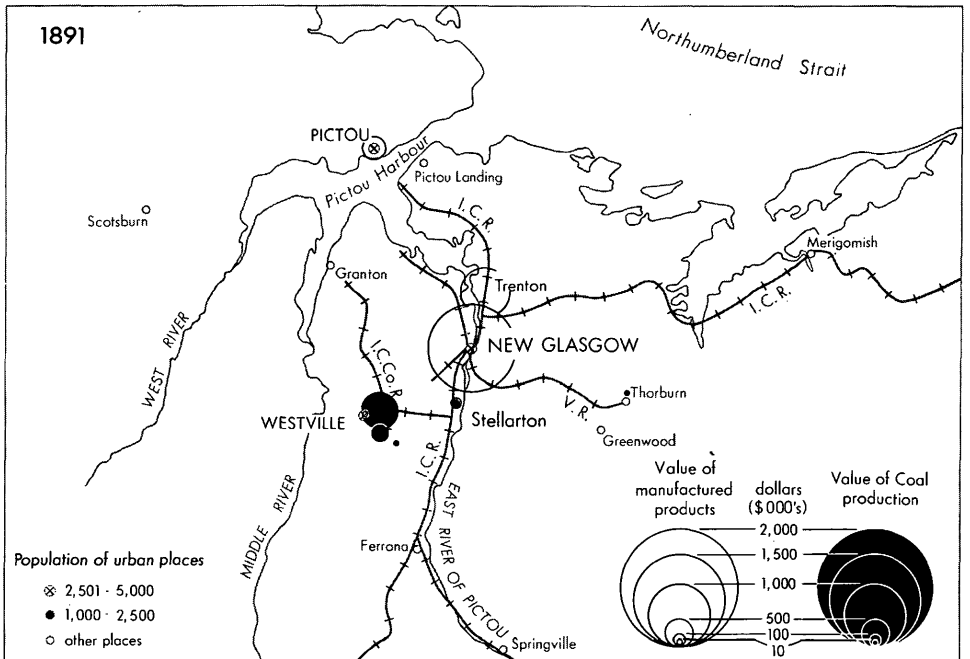 1891
Northumberland Strait
PICTOU
Pictou Harbour
Pictou Landing
Scotsburn
I.C.R.
Merigomish
Granton
Trenton
I.C.R.
WEST RIVER
NEW GLASGOW
I.C.Co.R.
Thorburn
V.R.
WESTVILLE
Stellarton
Greenwood
I.C.R.
MIDDLE RIVER
EAST RIVER OF PICTOU
Ferrona
Springville
Population of urban places
2,501 - 5,000
1,000 - 2,500
other places
Value of
manufactured
products
dollars
($000's)
Value of Coal
production
2,000
1,500
1,000
500
100
10